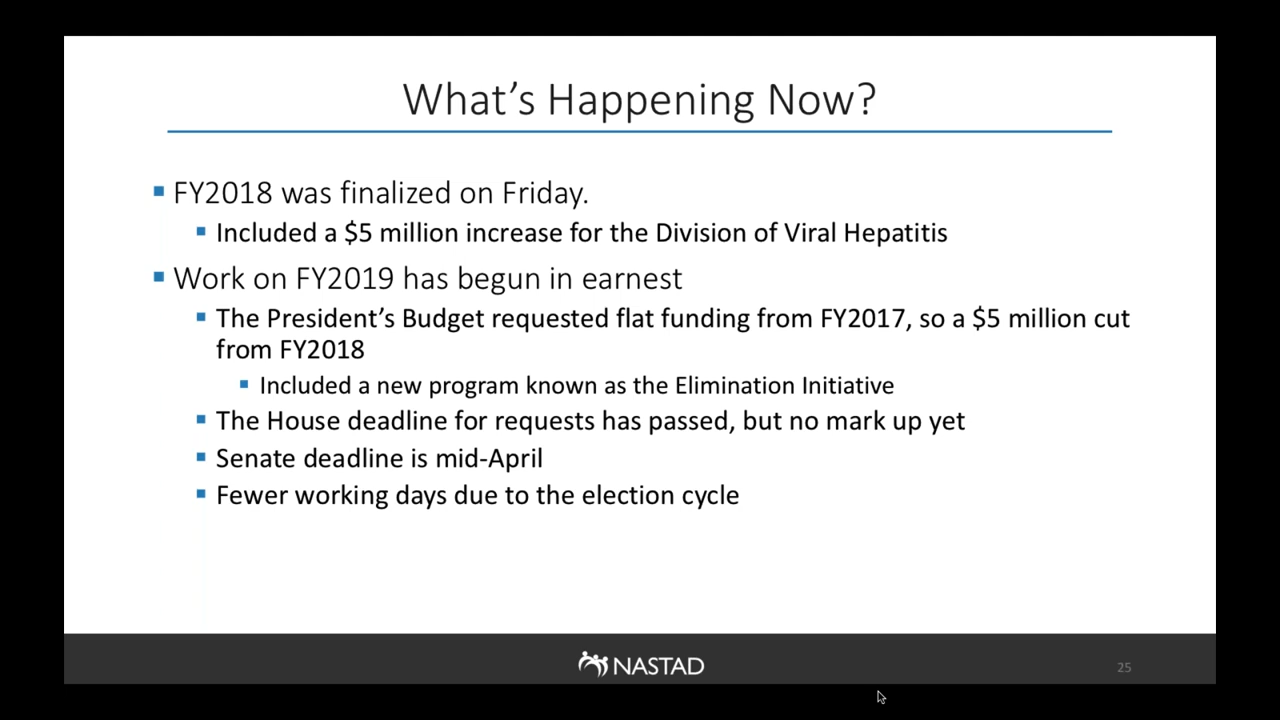 What’s Happening Now?
FY2018 was finalized on Friday.
Included a $5 million increase for the Division of Viral Hepatitis
Work on FY2019 has begun in earnest
The President’s Budget requested flat funding from FY2017, so a $5 million cut
from FY2018
Included a new program known as the Elimination Initiative
The House deadline for requests has passed, but no mark up yet
Senate deadline is mid-April
Fewer working days due to the election cycle
NASTAD
25